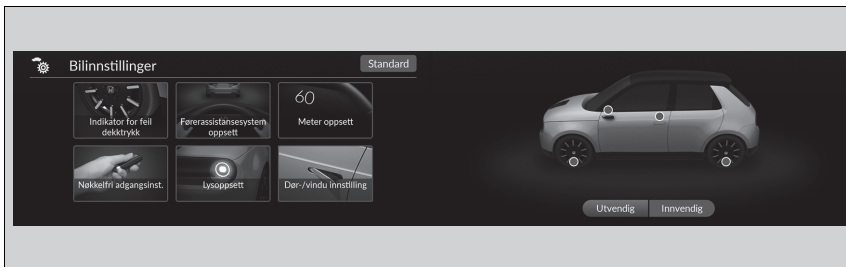 Bilinnstillinger
Standard
Indikator for feil
dekktrykk
Førerassistansesystem
oppsett
60
Meter oppsett
Nøkkelfri adgangsinst.
Lysoppsett
Dør-/vindu innstilling
Utvendig
Innvendig